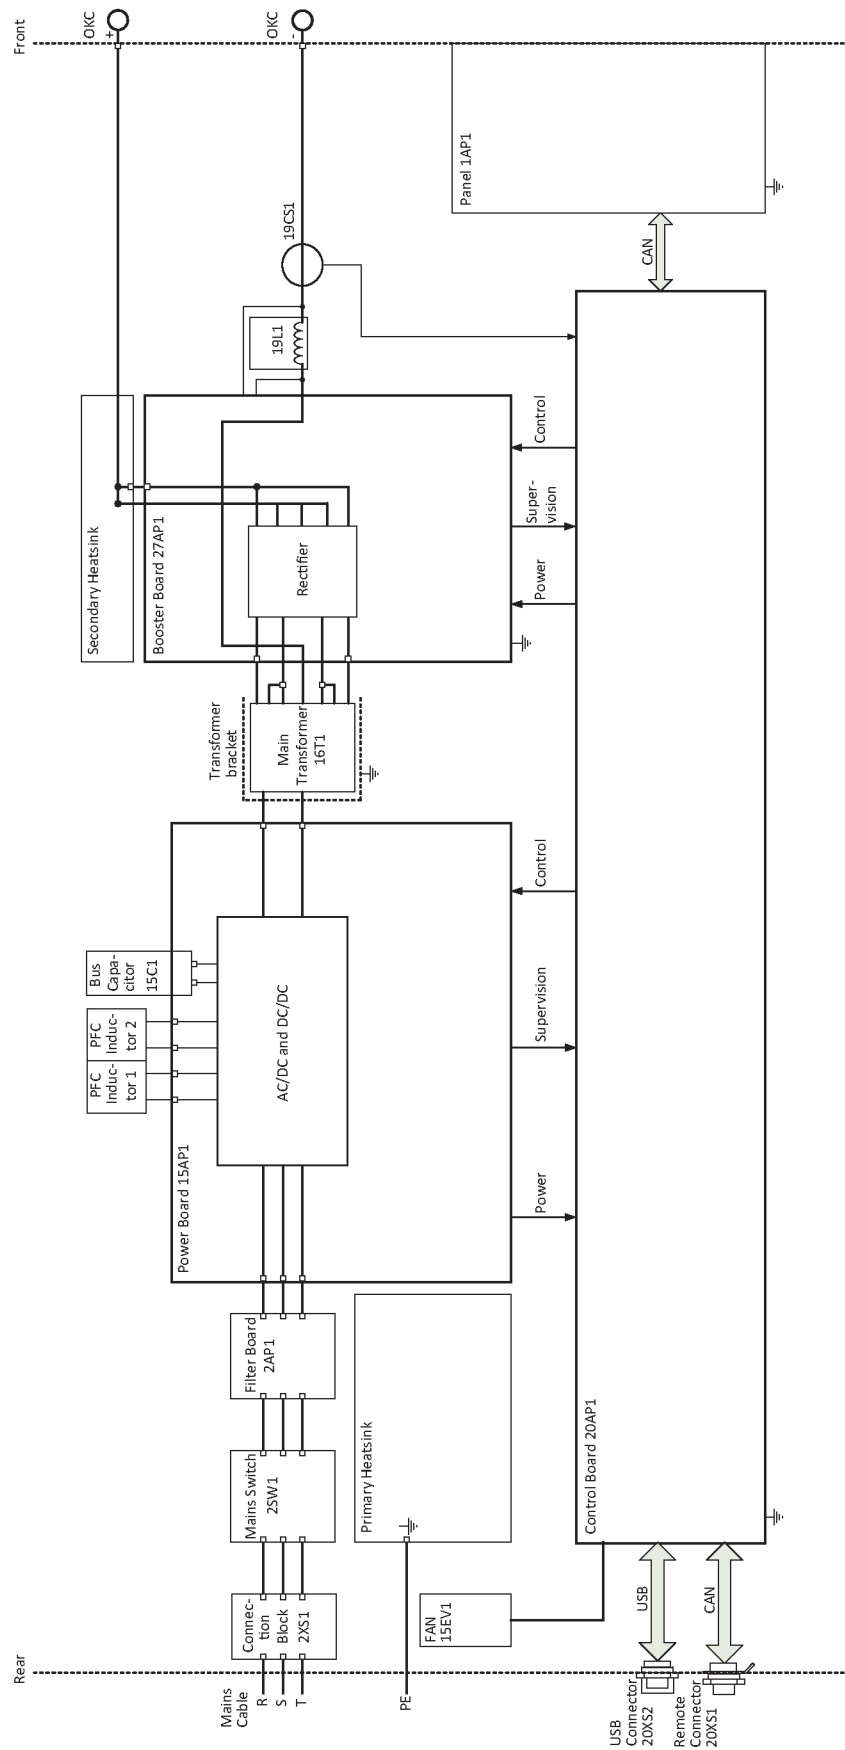 Front
OKC
+
OKC
-
Panel 1AP1
19CS1
CAN
19L1
Secondary Heatsink
Booster Board 27AP1
Rectifier
Control
Super-
vision
Power
Transformer
bracket
Main
Transformer
16T1
Bus
Capa-
citor
15C1
PFC
Induc-
tor 2
PFC
Induc-
tor 1
AC/DC and DC/DC
Power Board 15AP1
Control
Supervision
Power
Filter Board
2AP1
Mains Switch
2SW1
Primary Heatsink
Control Board 20AP1
Connec-
tion
Block
2XS1
FAN
15EV1
USB
CAN
Rear
Mains
Cable
R
S
T
PE
USB
Connector
20XS2
Remote
Connector
20XS1